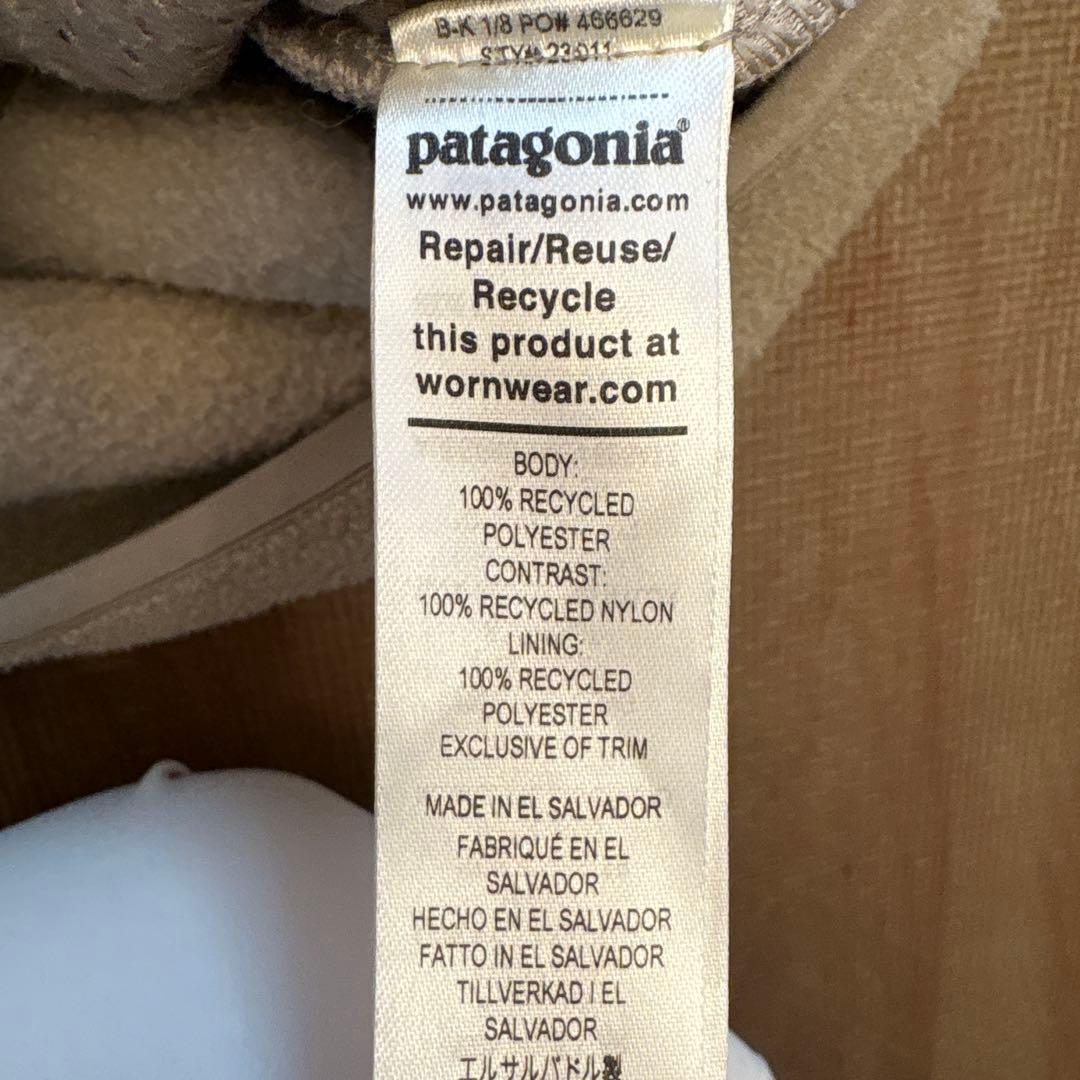 B-K 1/8 PO# 466629
STY# 23011
patagonia®
www.patagonia.com
Repair/Reuse/
Recycle
this product at
wornwear.com
BODY:
100% RECYCLED
POLYESTER
CONTRAST:
100% RECYCLED NYLON
LINING:
100% RECYCLED
POLYESTER
EXCLUSIVE OF TRIM
MADE IN EL SALVADOR
FABRIQUÉ EN EL
SALVADOR
HECHO EN EL SALVADOR
FATTO IN EL SALVADOR
TILLVERKAD I EL
SALVADOR
エルサルバドル製